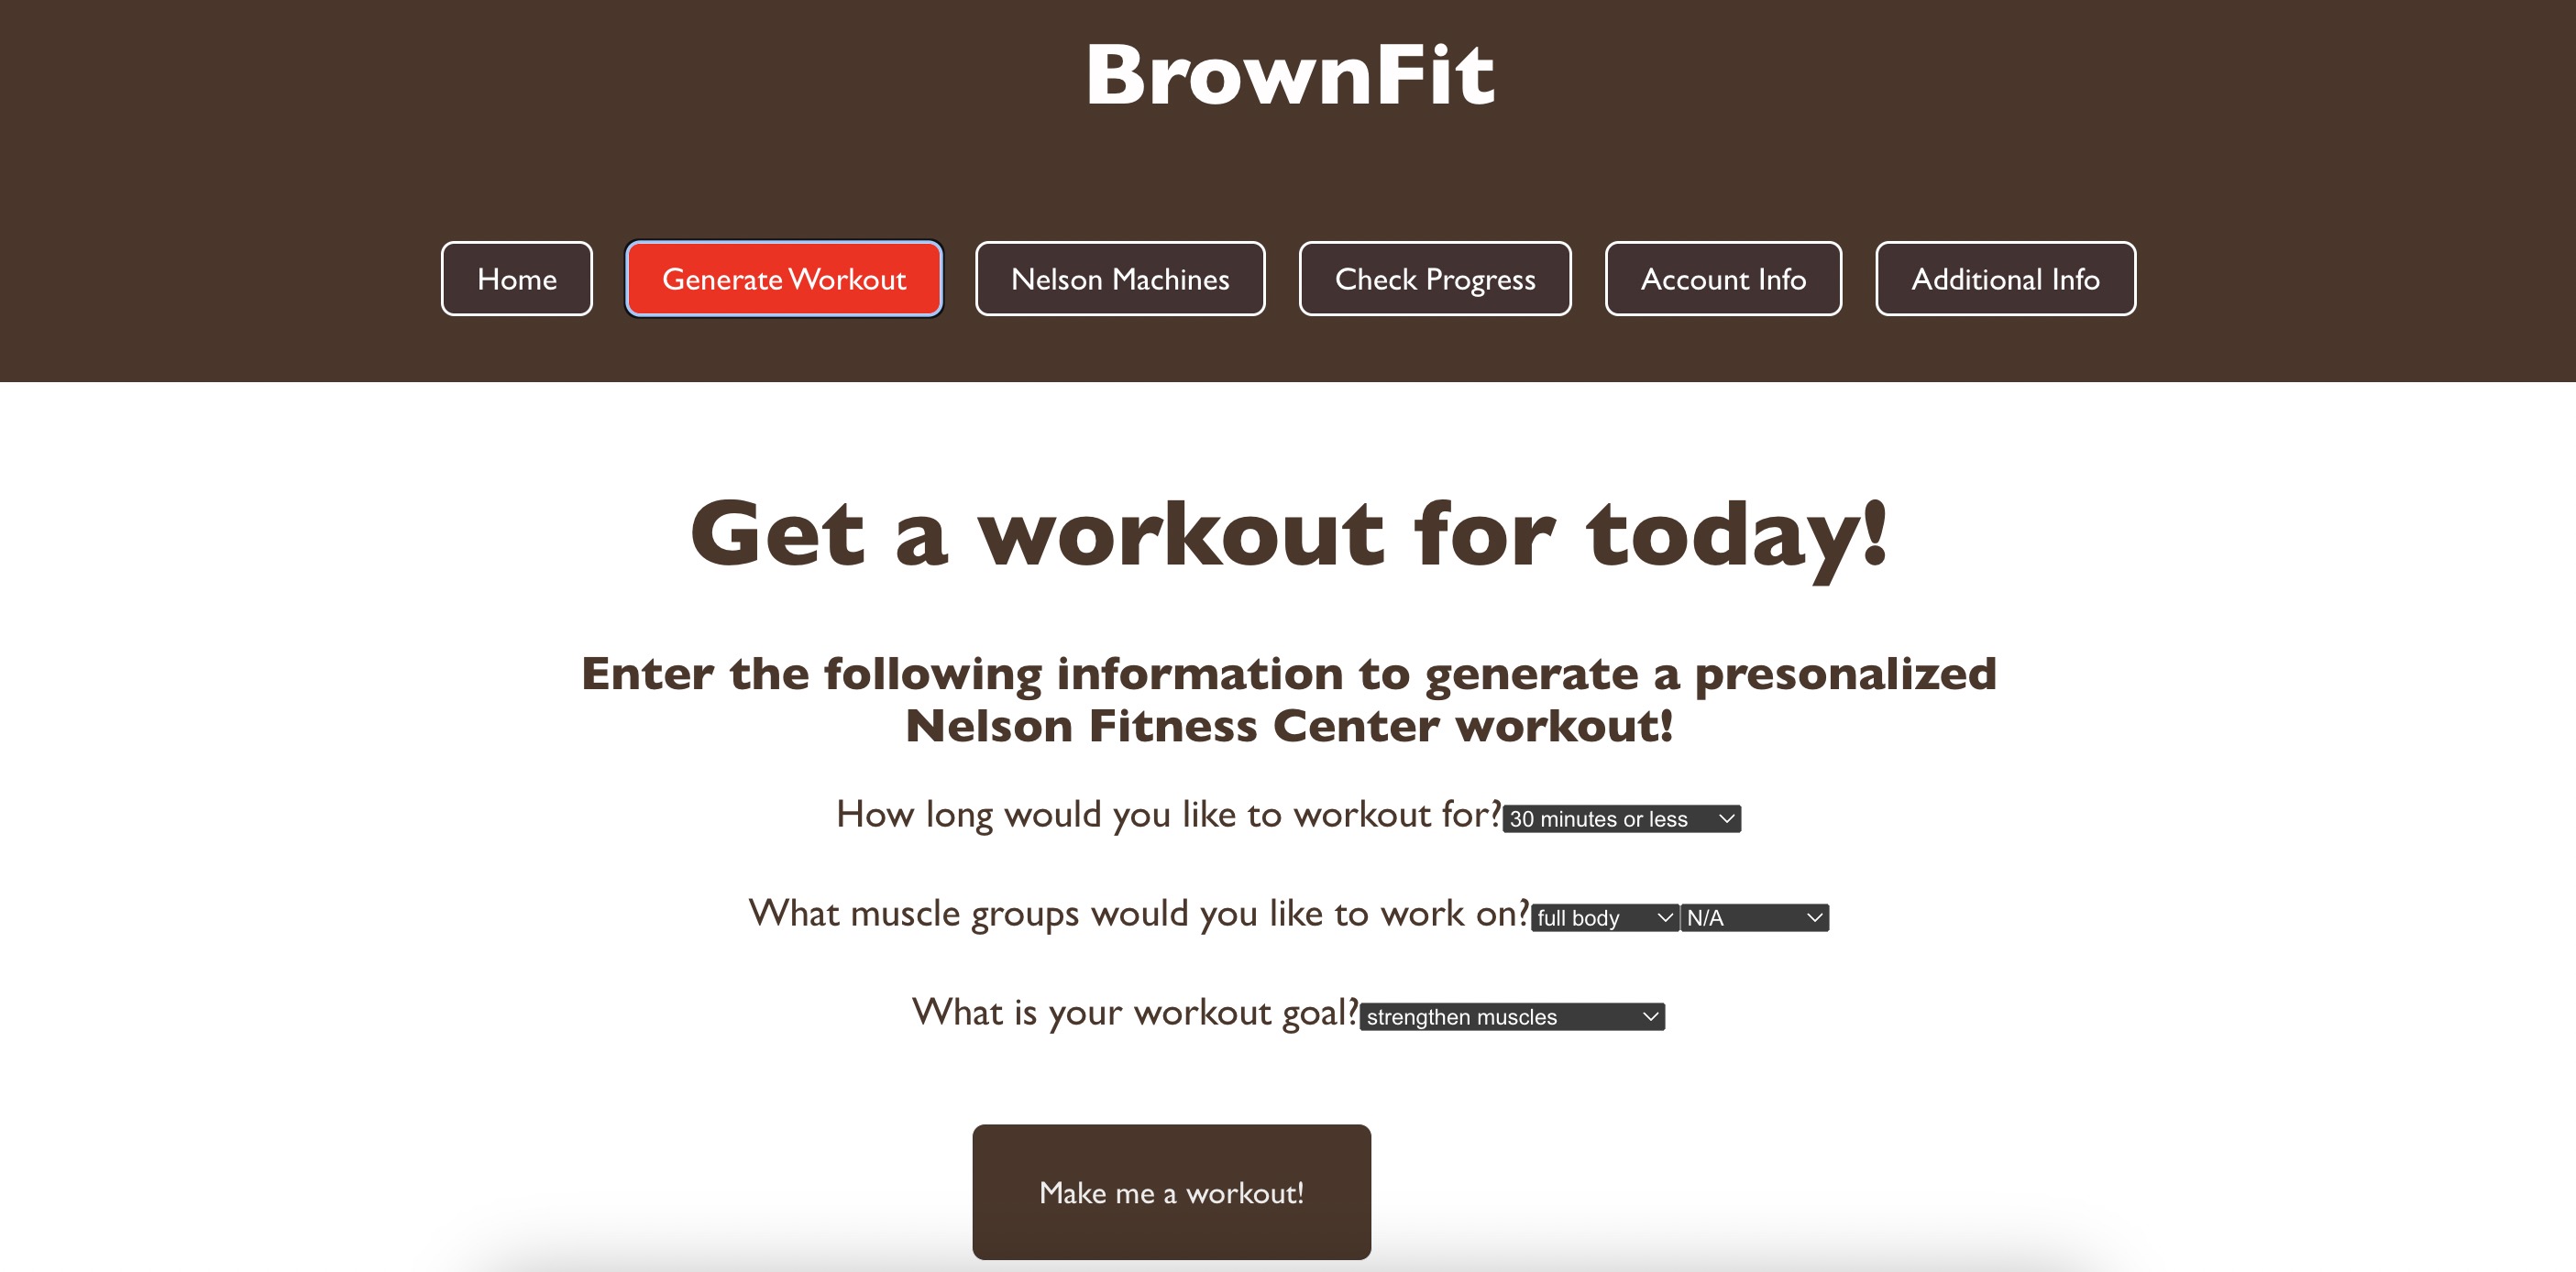 BrownFit
Home Generate Workout Nelson Machines Check Progress Account Info Additional Info
Get a workout for today!
Enter the following information to generate a presonalized
Nelson Fitness Center workout!
How long would you like to workout for? 30 minutes or less
What muscle groups would you like to work on? full body N/A
What is your workout goal? strengthen muscles
Make me a workout!